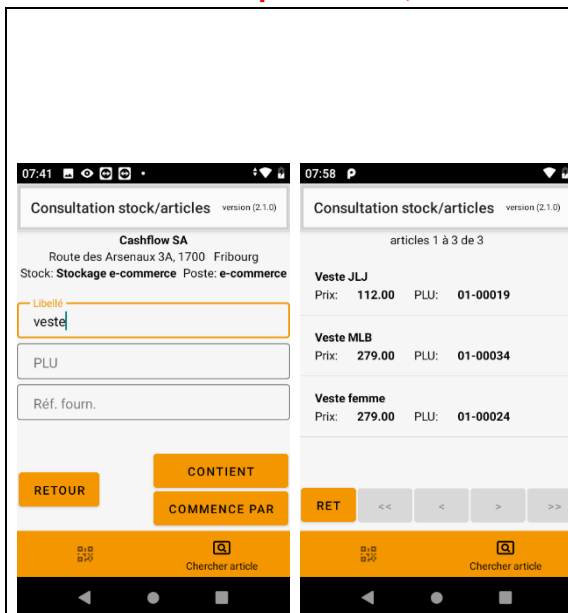 07:41
Consultation stock/articles version (2.1.0)
Cashflow SA
Route des Arsenaux 3A, 1700 Fribourg
Stock: Stockage e-commerce Poste: e-commerce
Libellé
veste
PLU
Réf. fourn.
CONTIENT
RETOUR
COMMENCE PAR
Chercher article
07:58
Consultation stock/articles version (2.1.0)
articles 1 à 3 de 3
Veste JLJ
Prix: 112.00 PLU: 01-00019
Veste MLB
Prix: 279.00 PLU: 01-00034
Veste femme
Prix: 279.00 PLU: 01-00024
RET << < > >>
Chercher article